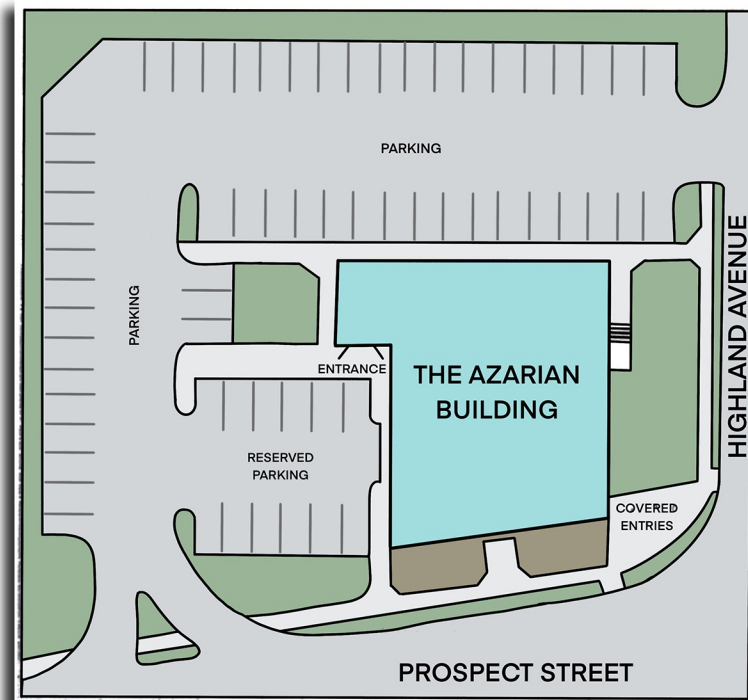 PARKING
HIGHLAND AVENUE
PARKING
ENTRANCE
THE AZARIAN
BUILDING
RESERVED
PARKING
COVERED
ENTRIES
PROSPECT STREET